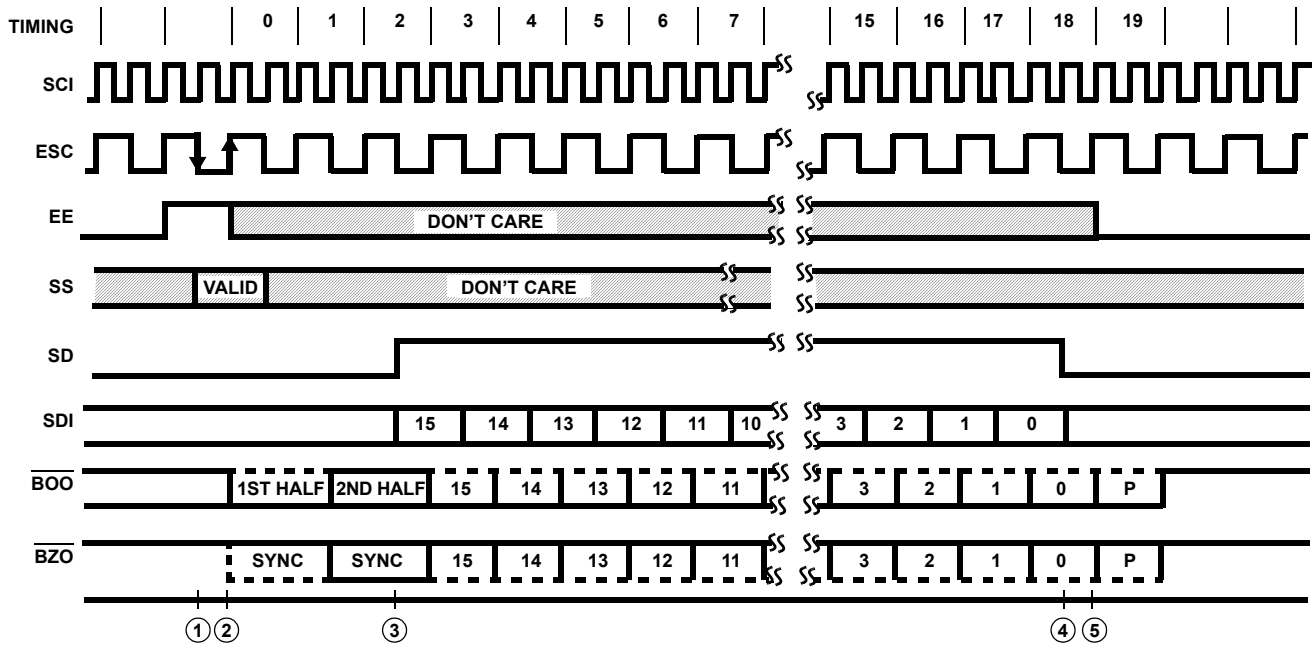 TIMING 0 1 2 3 4 5 6 7 15 16 17 18 19
SCI
ESC
EE DON'T CARE
SS VALID DON'T CARE
SD
SDI 15 14 13 12 11 10 3 2 1 0
BOO 1ST HALF 2ND HALF 15 14 13 12 11 3 2 1 0 P
BZO SYNC SYNC 15 14 13 12 11 3 2 1 0 P
1 2 3 4 5